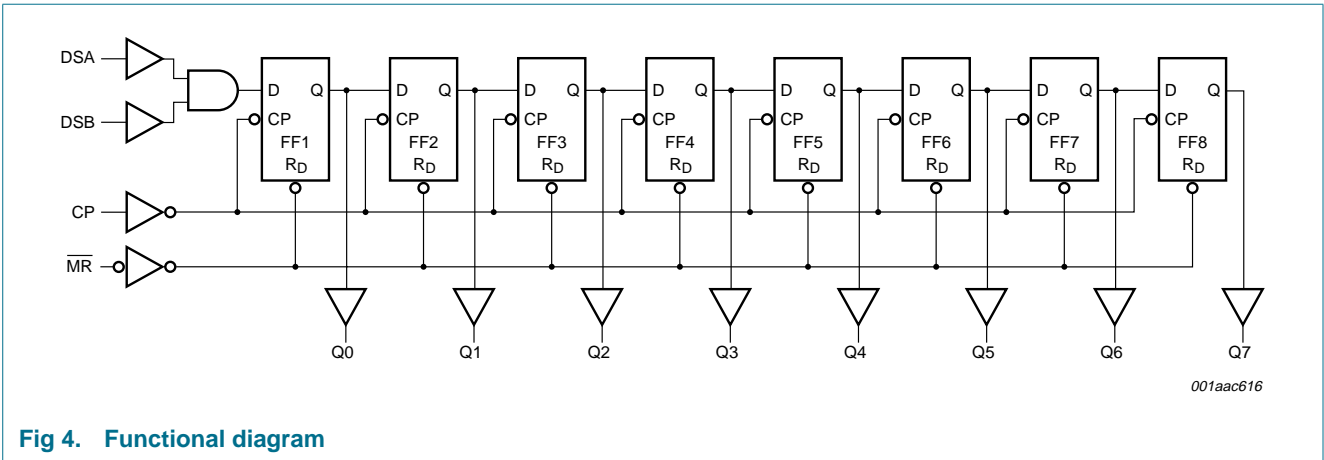 DSA
DSB
CP
M̅R̅
D Q
CP
FF1
RD
D Q
CP
FF2
RD
D Q
CP
FF3
RD
D Q
CP
FF4
RD
D Q
CP
FF5
RD
D Q
CP
FF6
RD
D Q
CP
FF7
RD
D Q
CP
FF8
RD
Q0 Q1 Q2 Q3 Q4 Q5 Q6 Q7
001aac616
Fig 4. Functional diagram